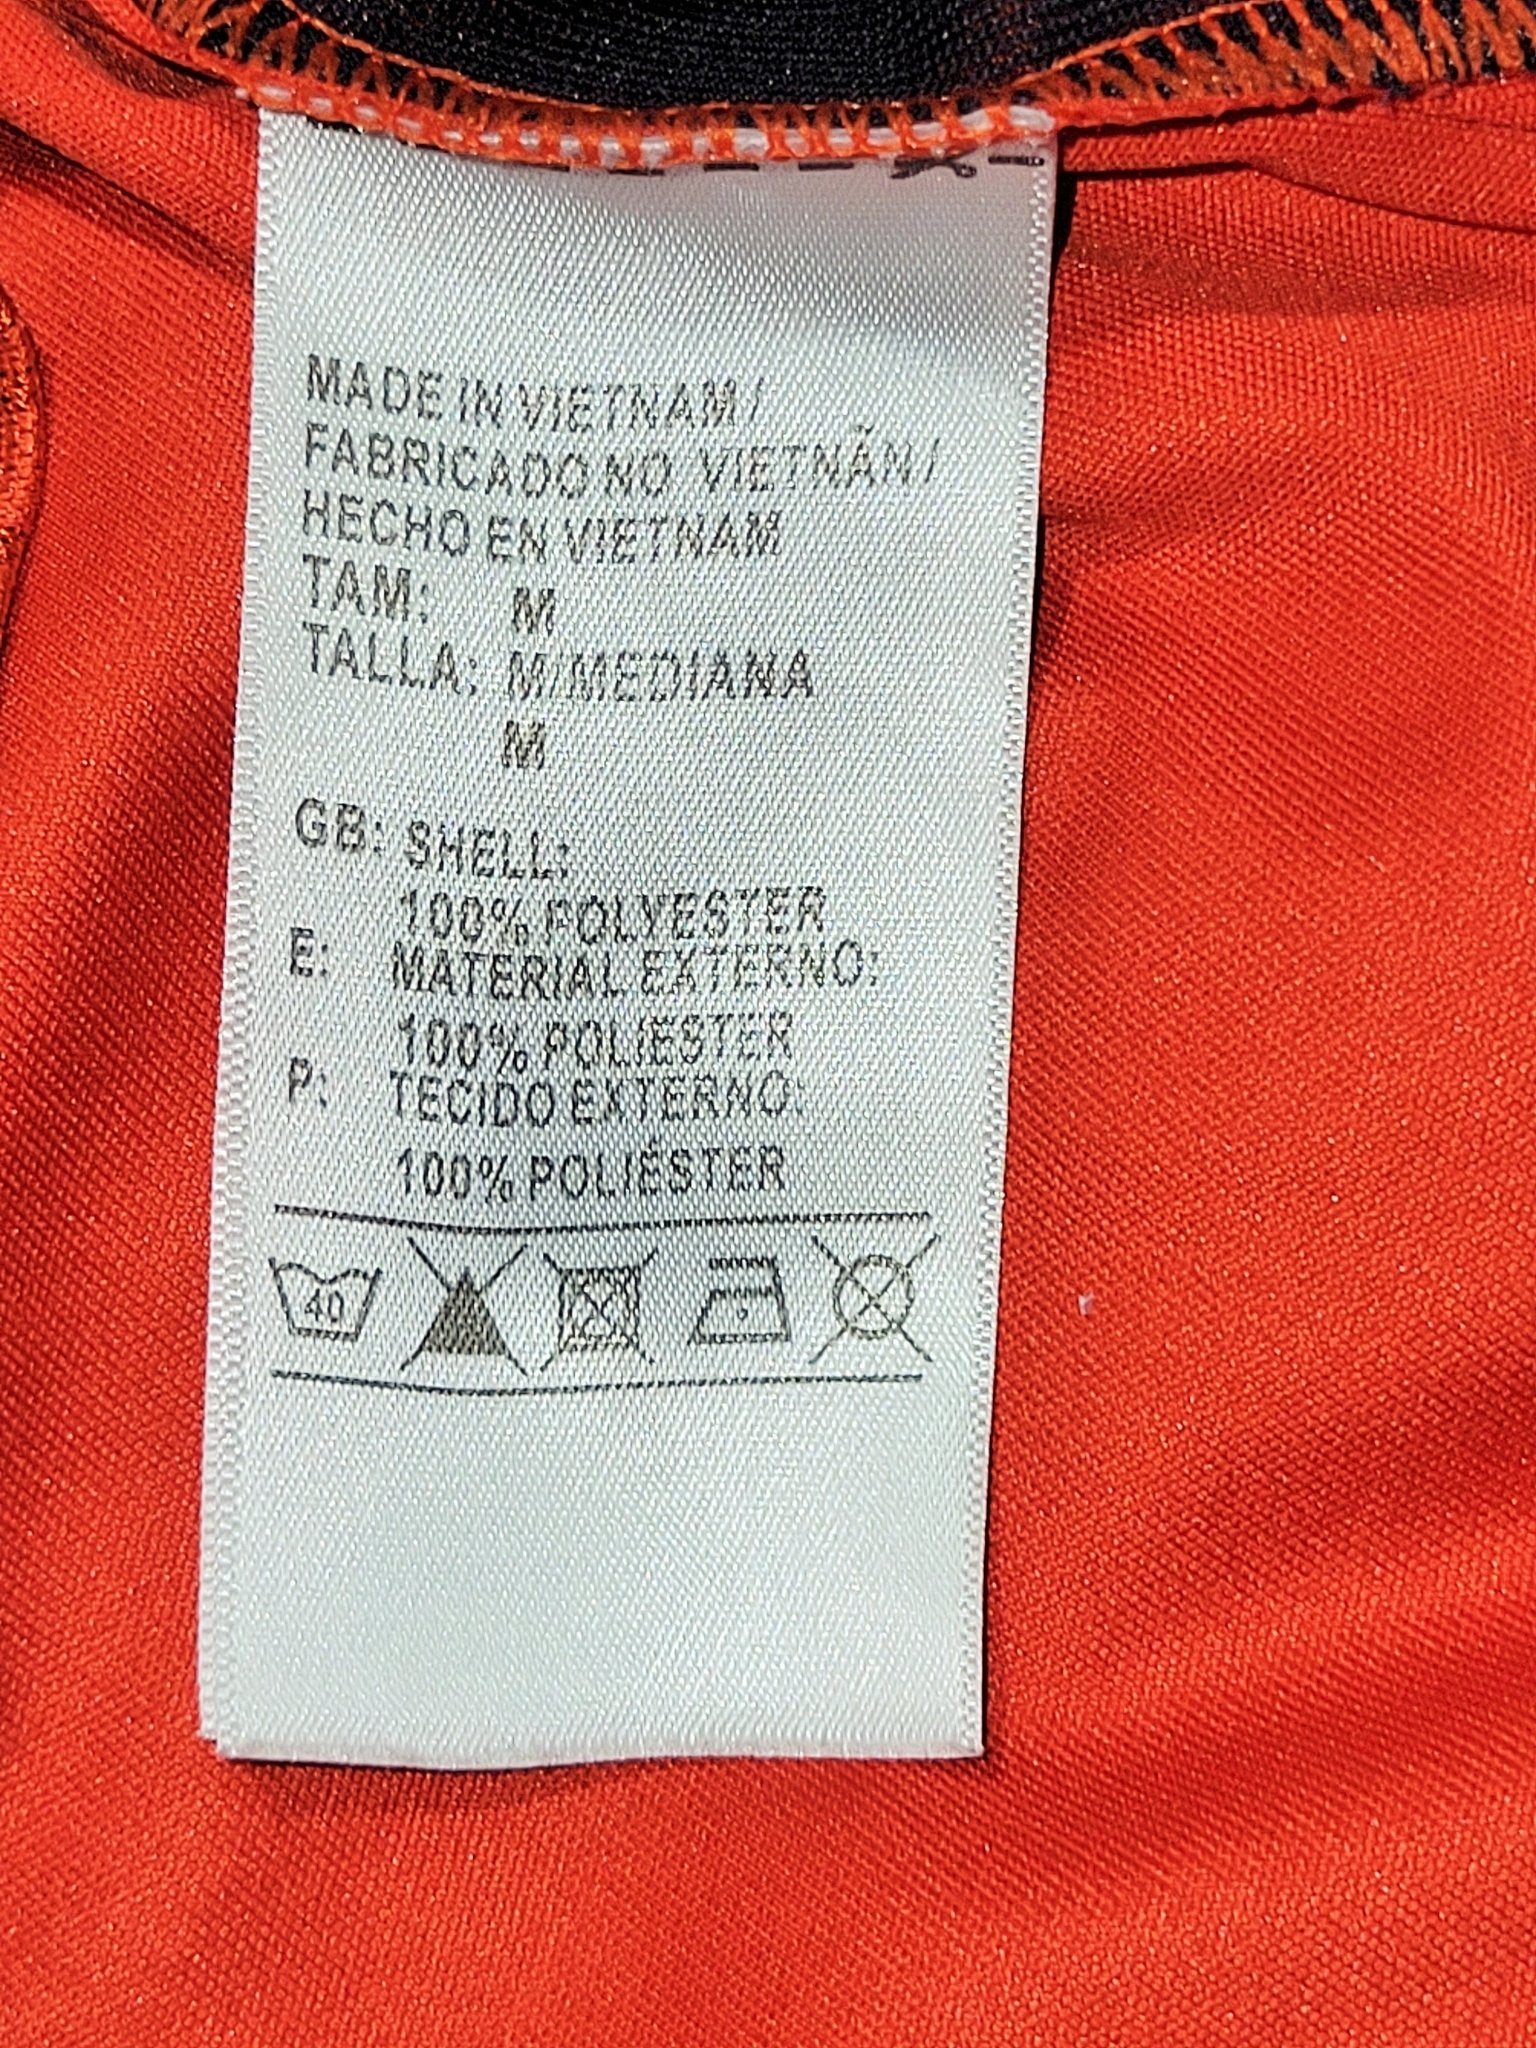 MADE IN VIETNAM /
FABRICADO NO VIETNÃN /
HECHO EN VIETNAM
TAM: M
TALLA: M/MEDIANA
M
GB: SHELL:
100% POLYESTER
E: MATERIAL EXTERNO:
100% POLIESTER
P: TECIDO EXTERNO:
100% POLIÉSTER
40